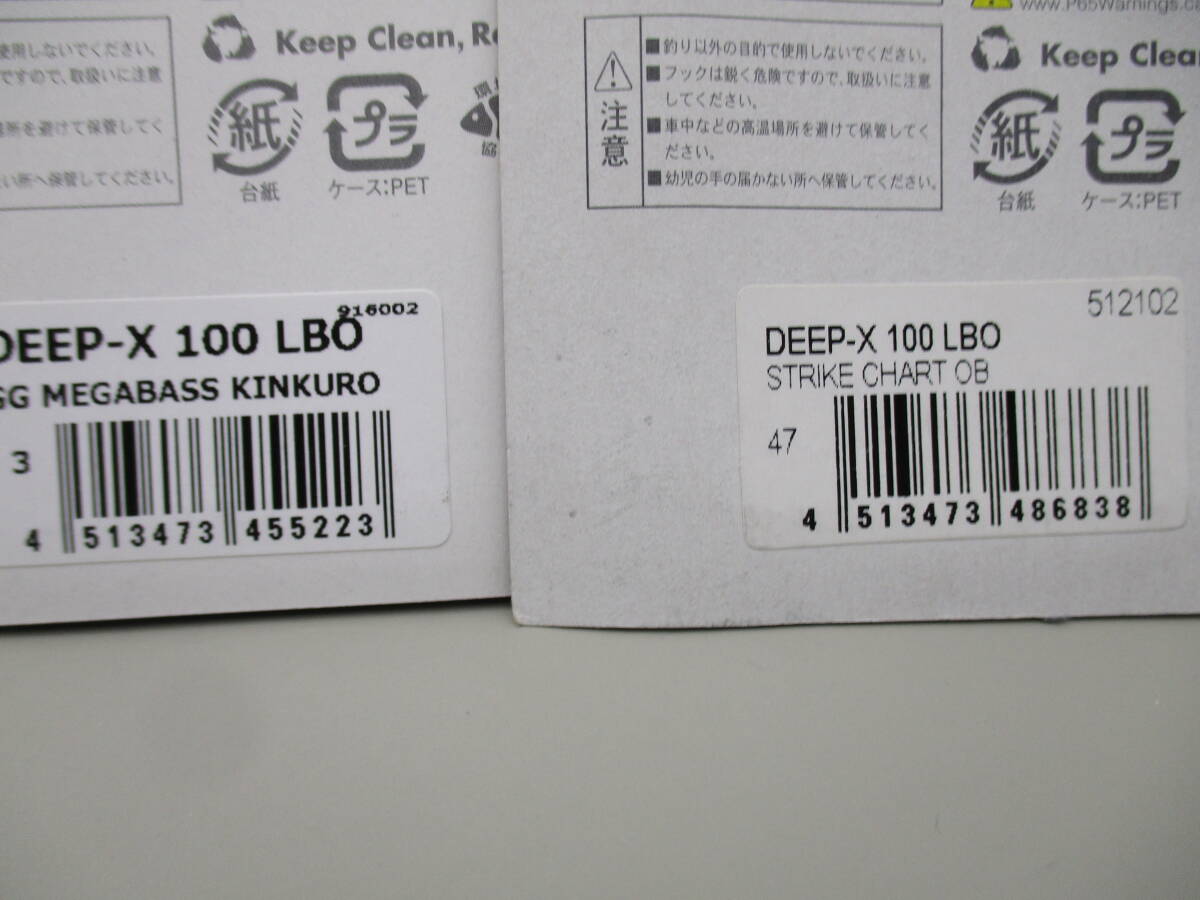 使用しないでください。
ですので、取扱いに注意
場所を避けて保管してく
い所へ保管してください。
Keep Clean, Re
紙
台紙
プラ
ケース:PET
協
916002
DEEP-X 100 LBO
GG MEGABASS KINKURO
3
4 513473 455223
www.P65Warnings.ca
注意
■釣り以外の目的で使用しないでください。
■フックは鋭く危険ですので、取扱いに注意
してください。
■車中などの高温場所を避けて保管してく
ださい。
■幼児の手の届かない所へ保管してください。
Keep Clea
紙
台紙
プラ
ケース:PET
512102
DEEP-X 100 LBO
STRIKE CHART OB
47
4 513473 486838